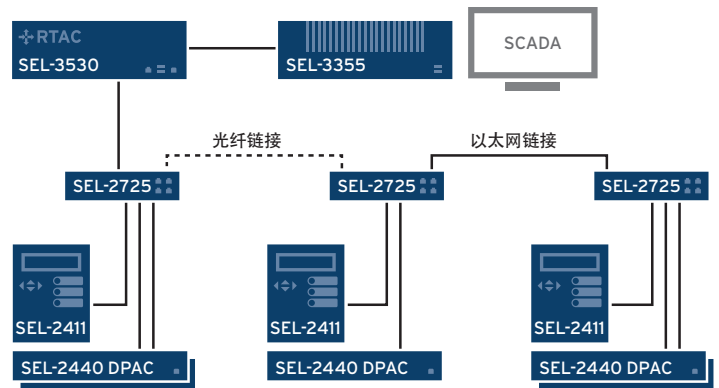 RTAC
SEL-3530
SEL-3355
SCADA
光纤链接
以太网链接
SEL-2725
SEL-2725
SEL-2725
SEL-2411
SEL-2411
SEL-2411
SEL-2440 DPAC
SEL-2440 DPAC
SEL-2440 DPAC